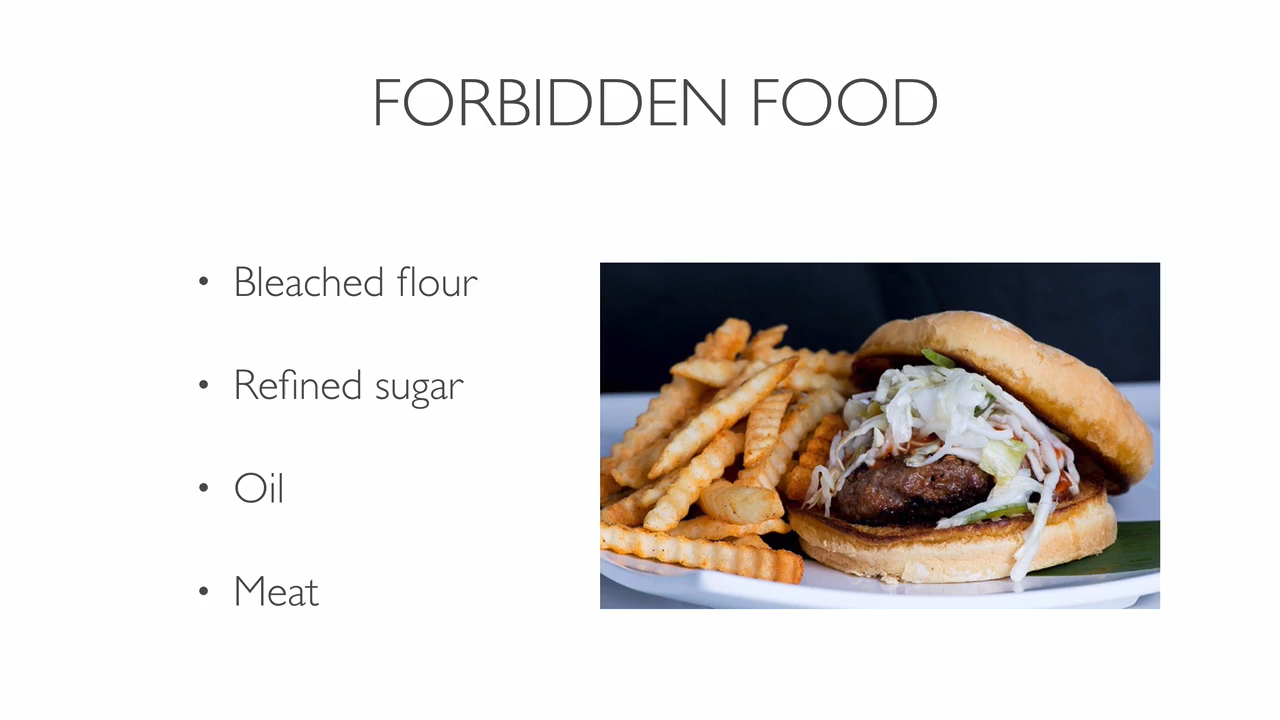 FORBIDDEN FOOD
• Bleached flour
• Refined sugar
• Oil
• Meat